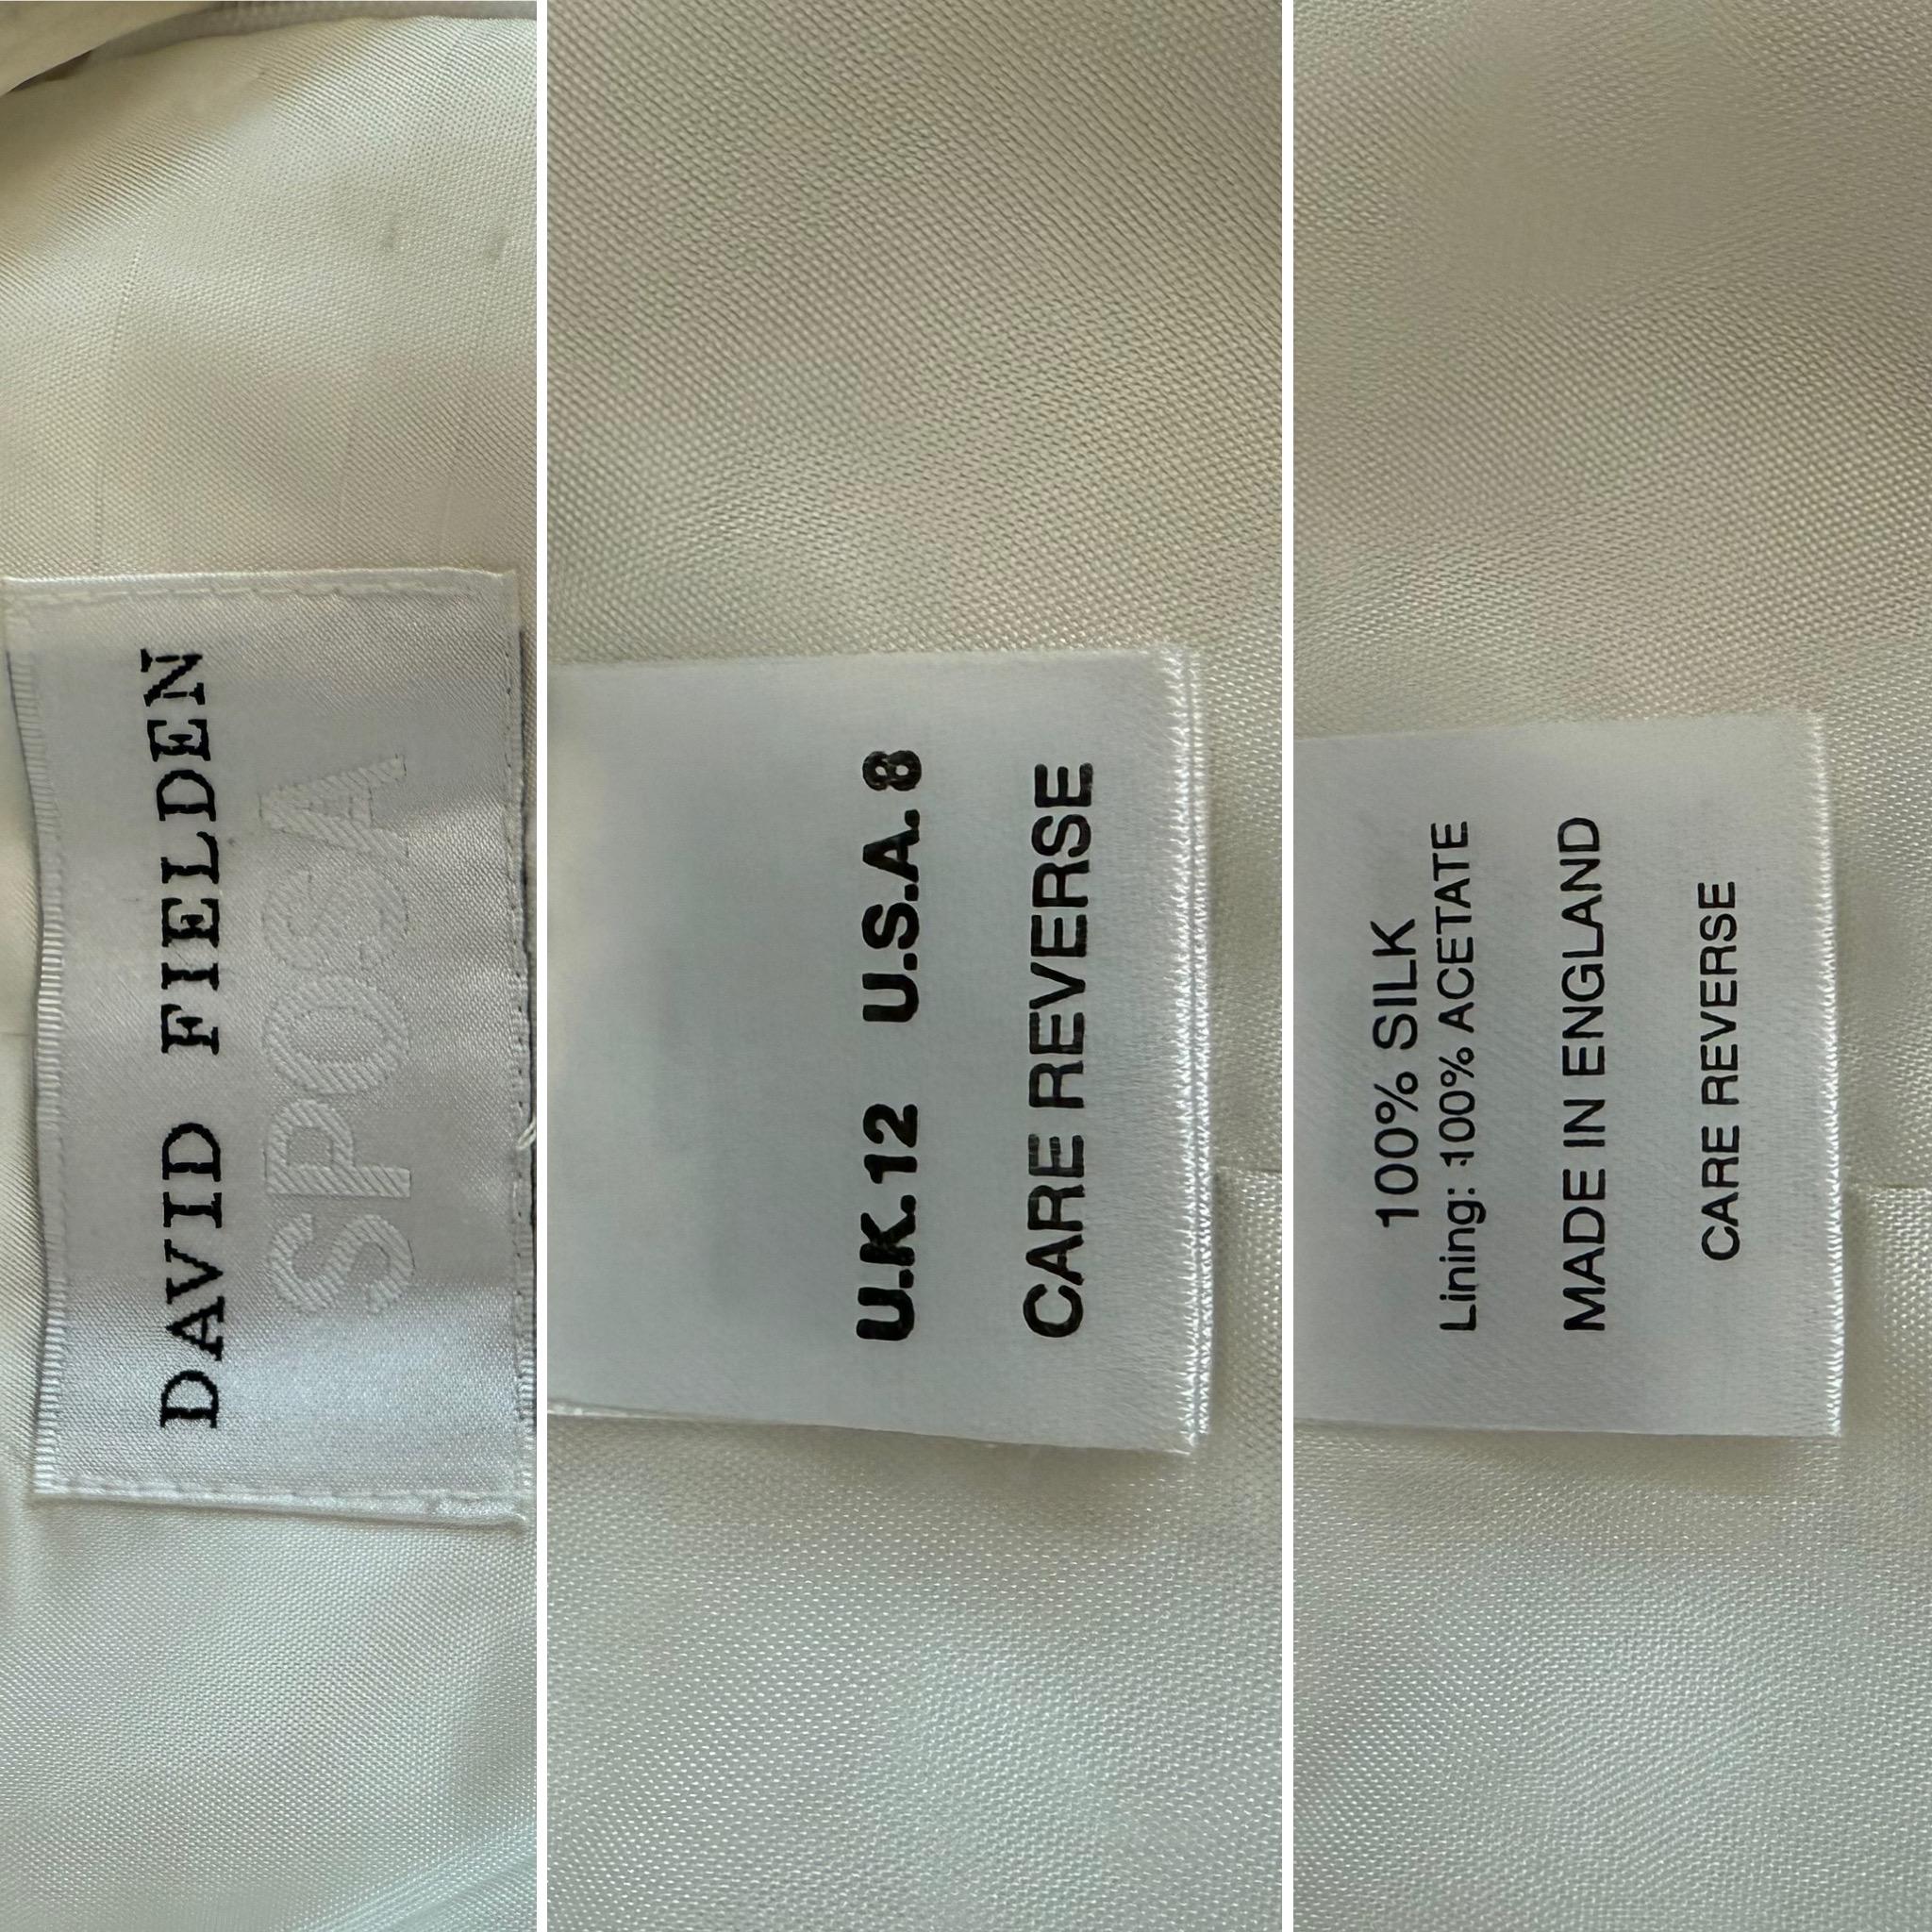 DAVID FIELDEN
SPOSA
U.K.12 U.S.A. 8
CARE REVERSE
100% SILK
Lining: 100% ACETATE
MADE IN ENGLAND
CARE REVERSE